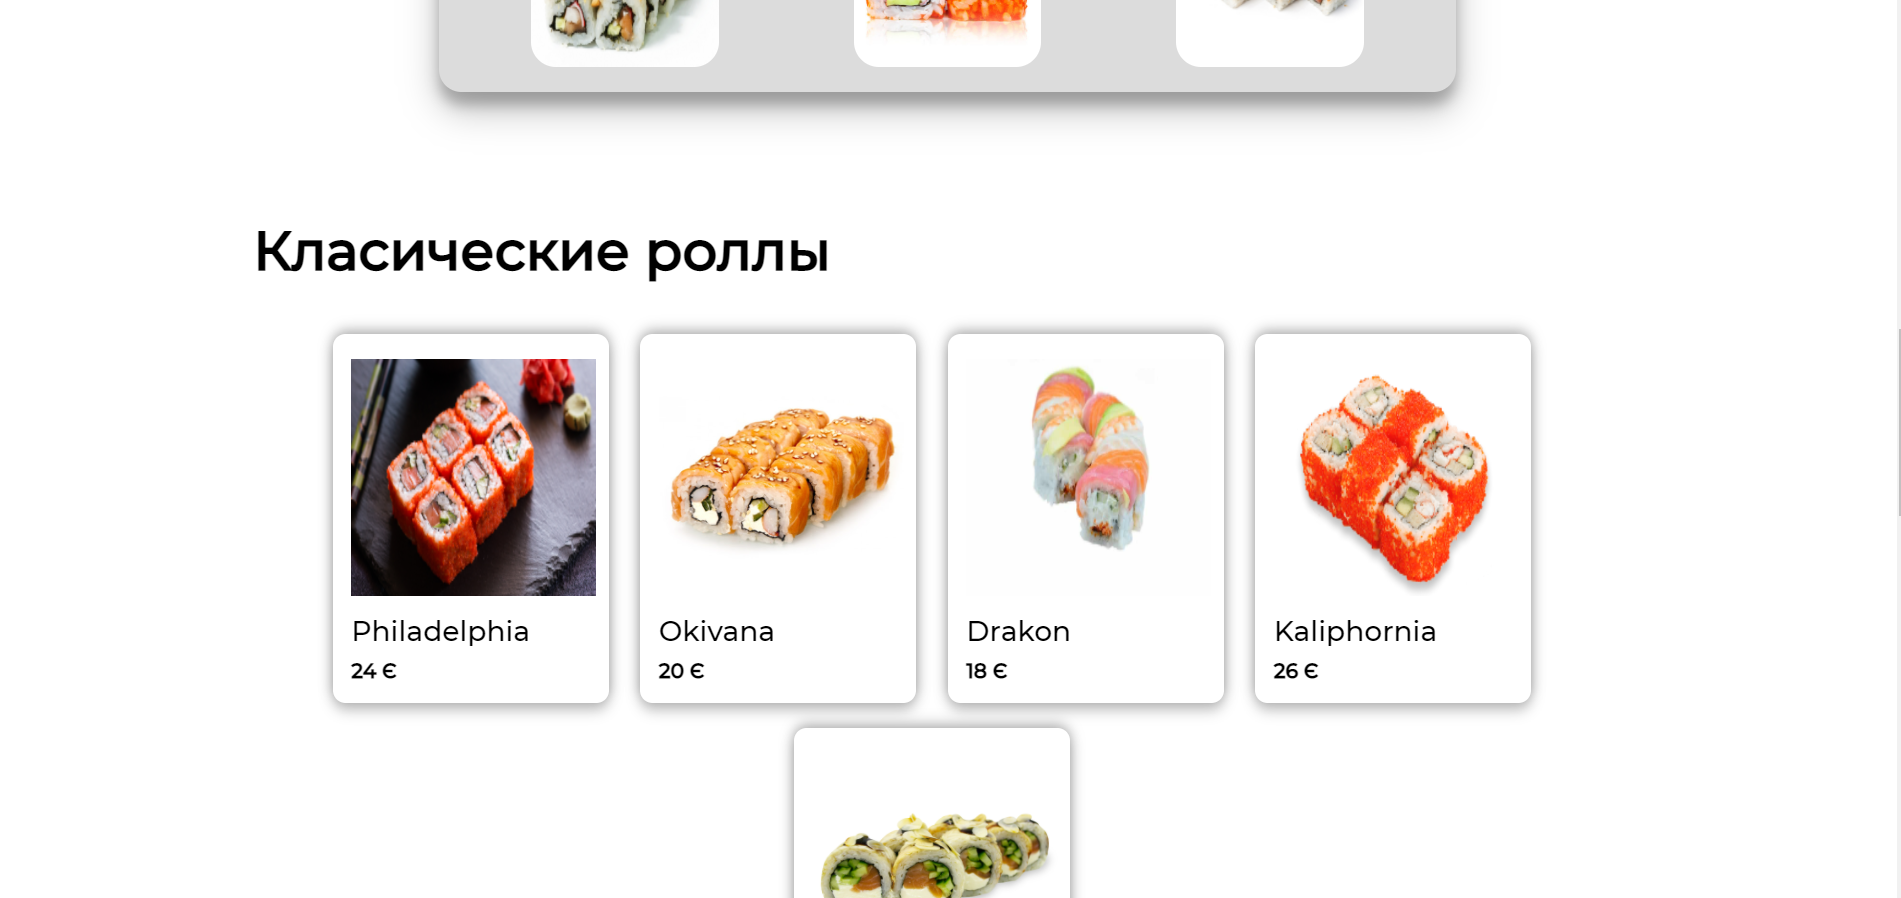 Класические роллы
Philadelphia
24 Є
Okivana
20 Є
Drakon
18 Є
Kaliphornia
26 Є